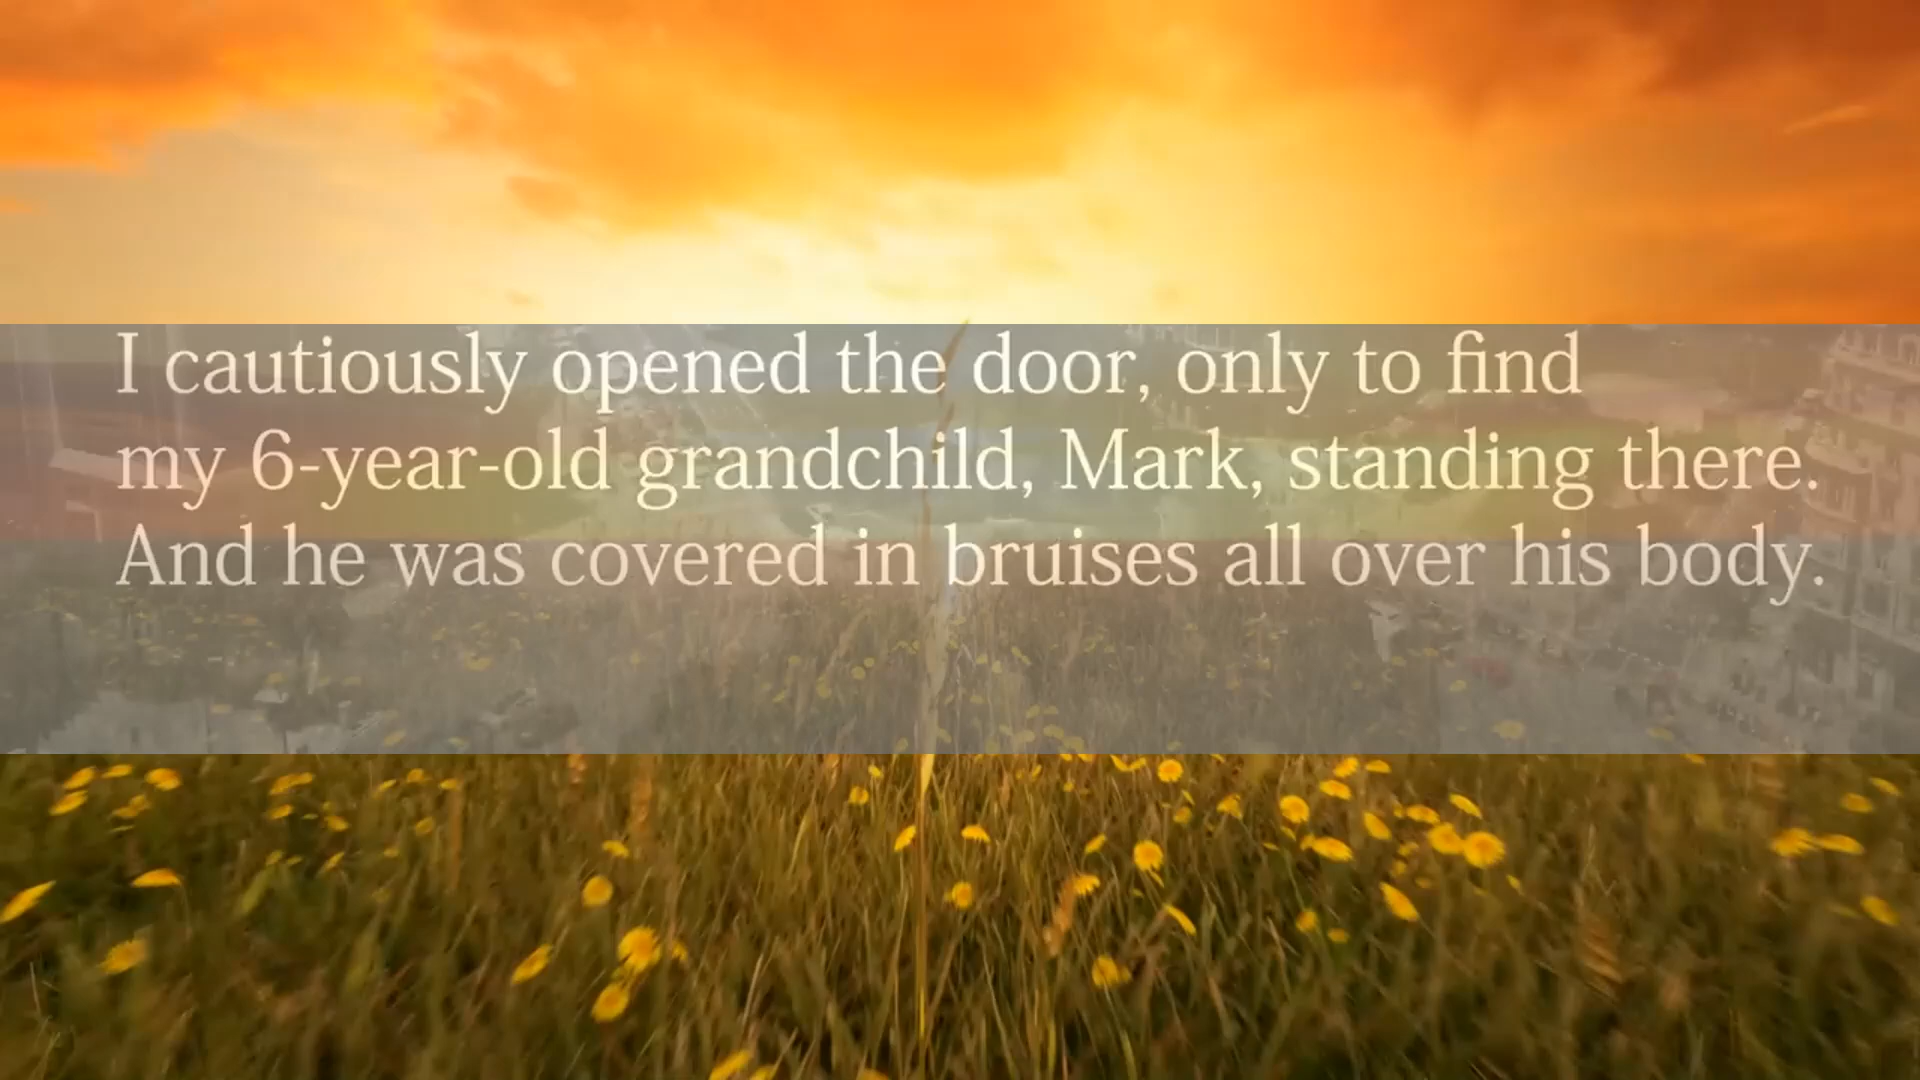 I cautiously opened the door, only to find
my 6-year-old grandchild, Mark, standing there.
And he was covered in bruises all over his body.